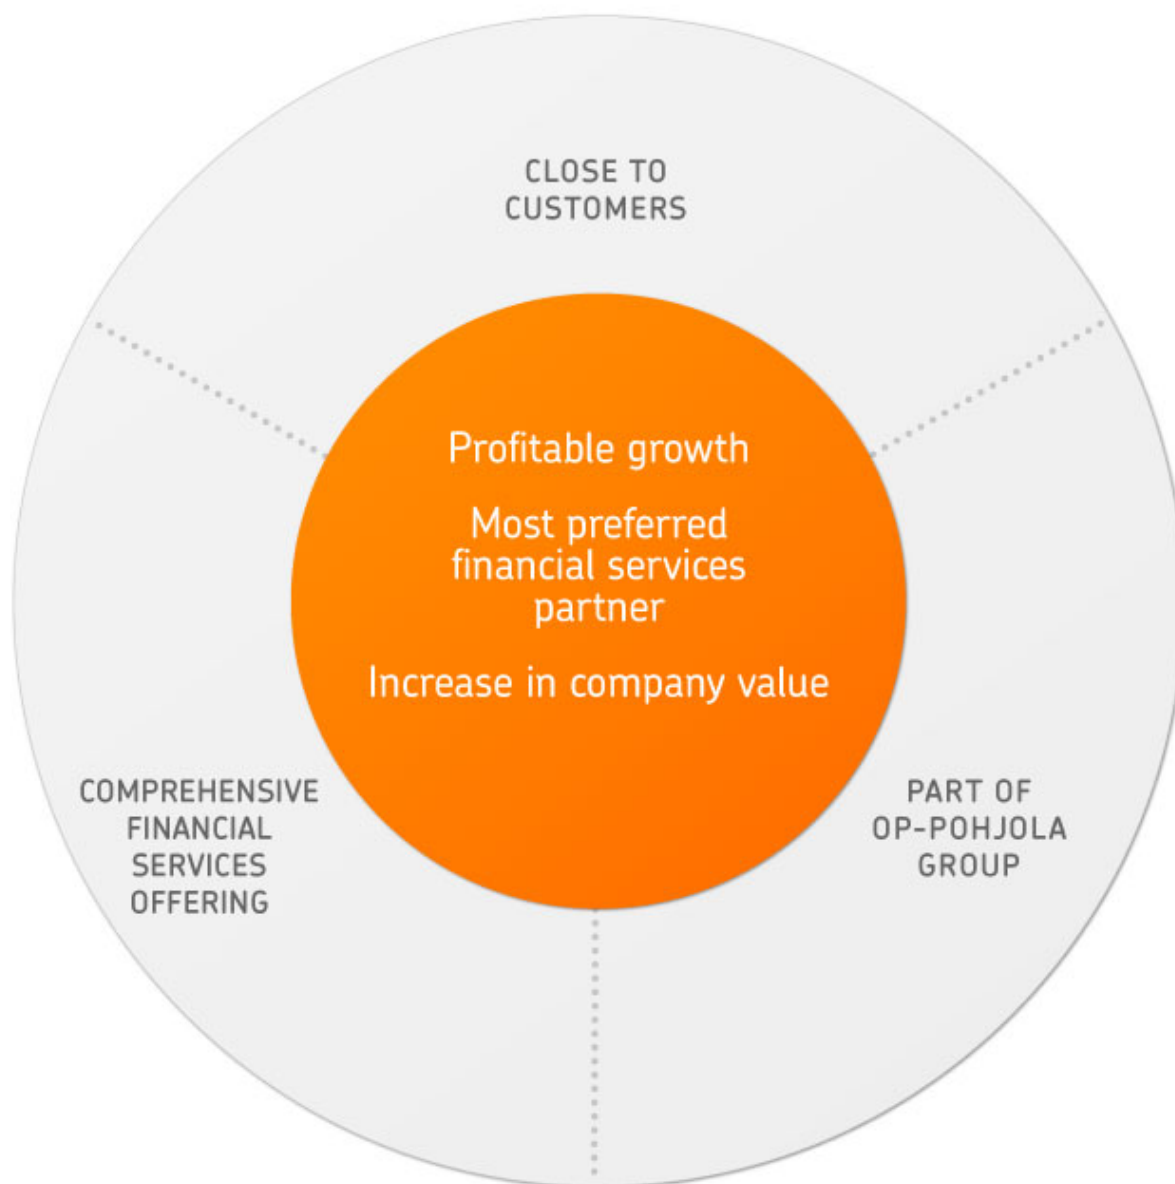 CLOSE TO
CUSTOMERS
Profitable growth
Most preferred
financial services
partner
Increase in company value
COMPREHENSIVE
FINANCIAL
SERVICES
OFFERING
PART OF
OP-POHJOLA
GROUP